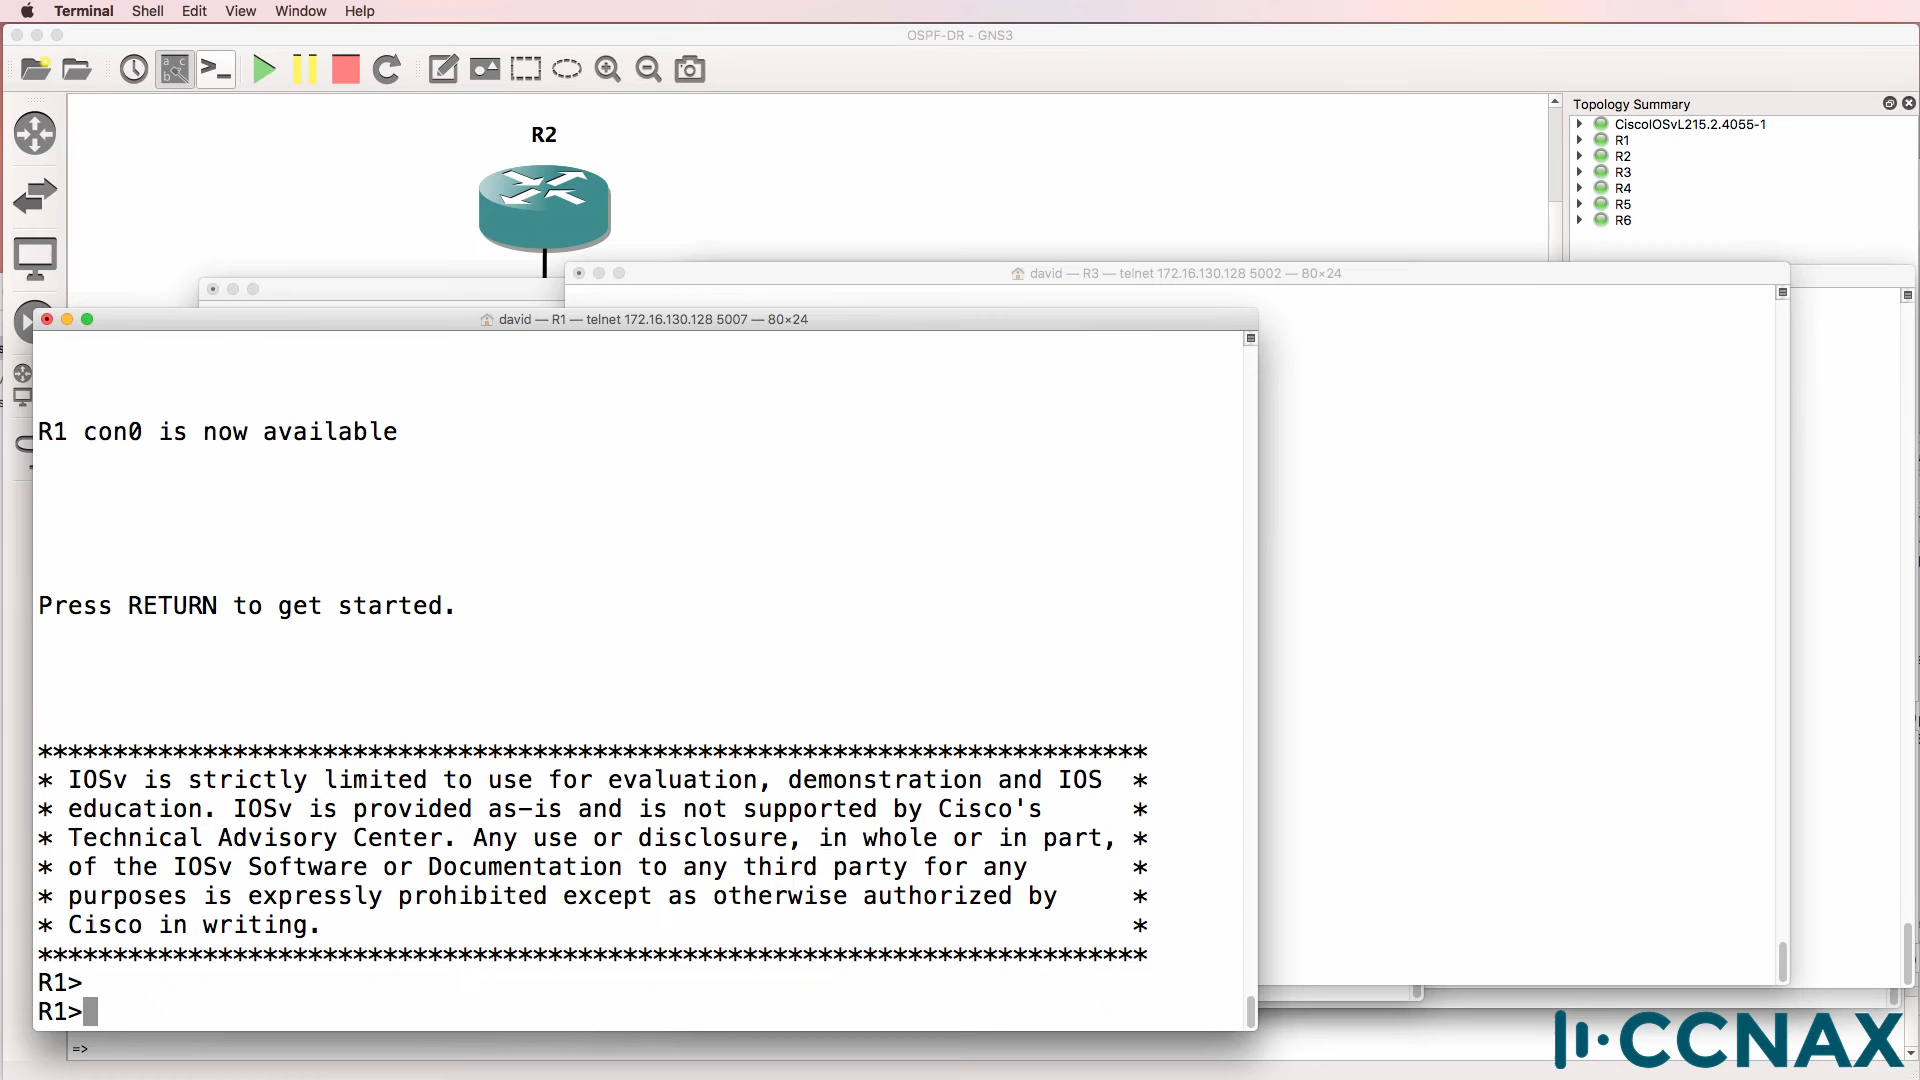 Terminal Shell Edit View Window Help
OSPF-DR - GNS3
Topology Summary
CiscoIOSvL215.2.4055-1
R1
R2
R3
R4
R5
R6
R2
david — R3 — telnet 172.16.130.128 5002 — 80×24
david — R1 — telnet 172.16.130.128 5007 — 80×24
R1 con0 is now available
Press RETURN to get started.
**************************************************************************
* IOSv is strictly limited to use for evaluation, demonstration and IOS  *
* education. IOSv is provided as-is and is not supported by Cisco's      *
* Technical Advisory Center. Any use or disclosure, in whole or in part, *
* of the IOSv Software or Documentation to any third party for any       *
* purposes is expressly prohibited except as otherwise authorized by     *
* Cisco in writing.                                                      *
**************************************************************************
R1>
R1>
=>
CCNAX